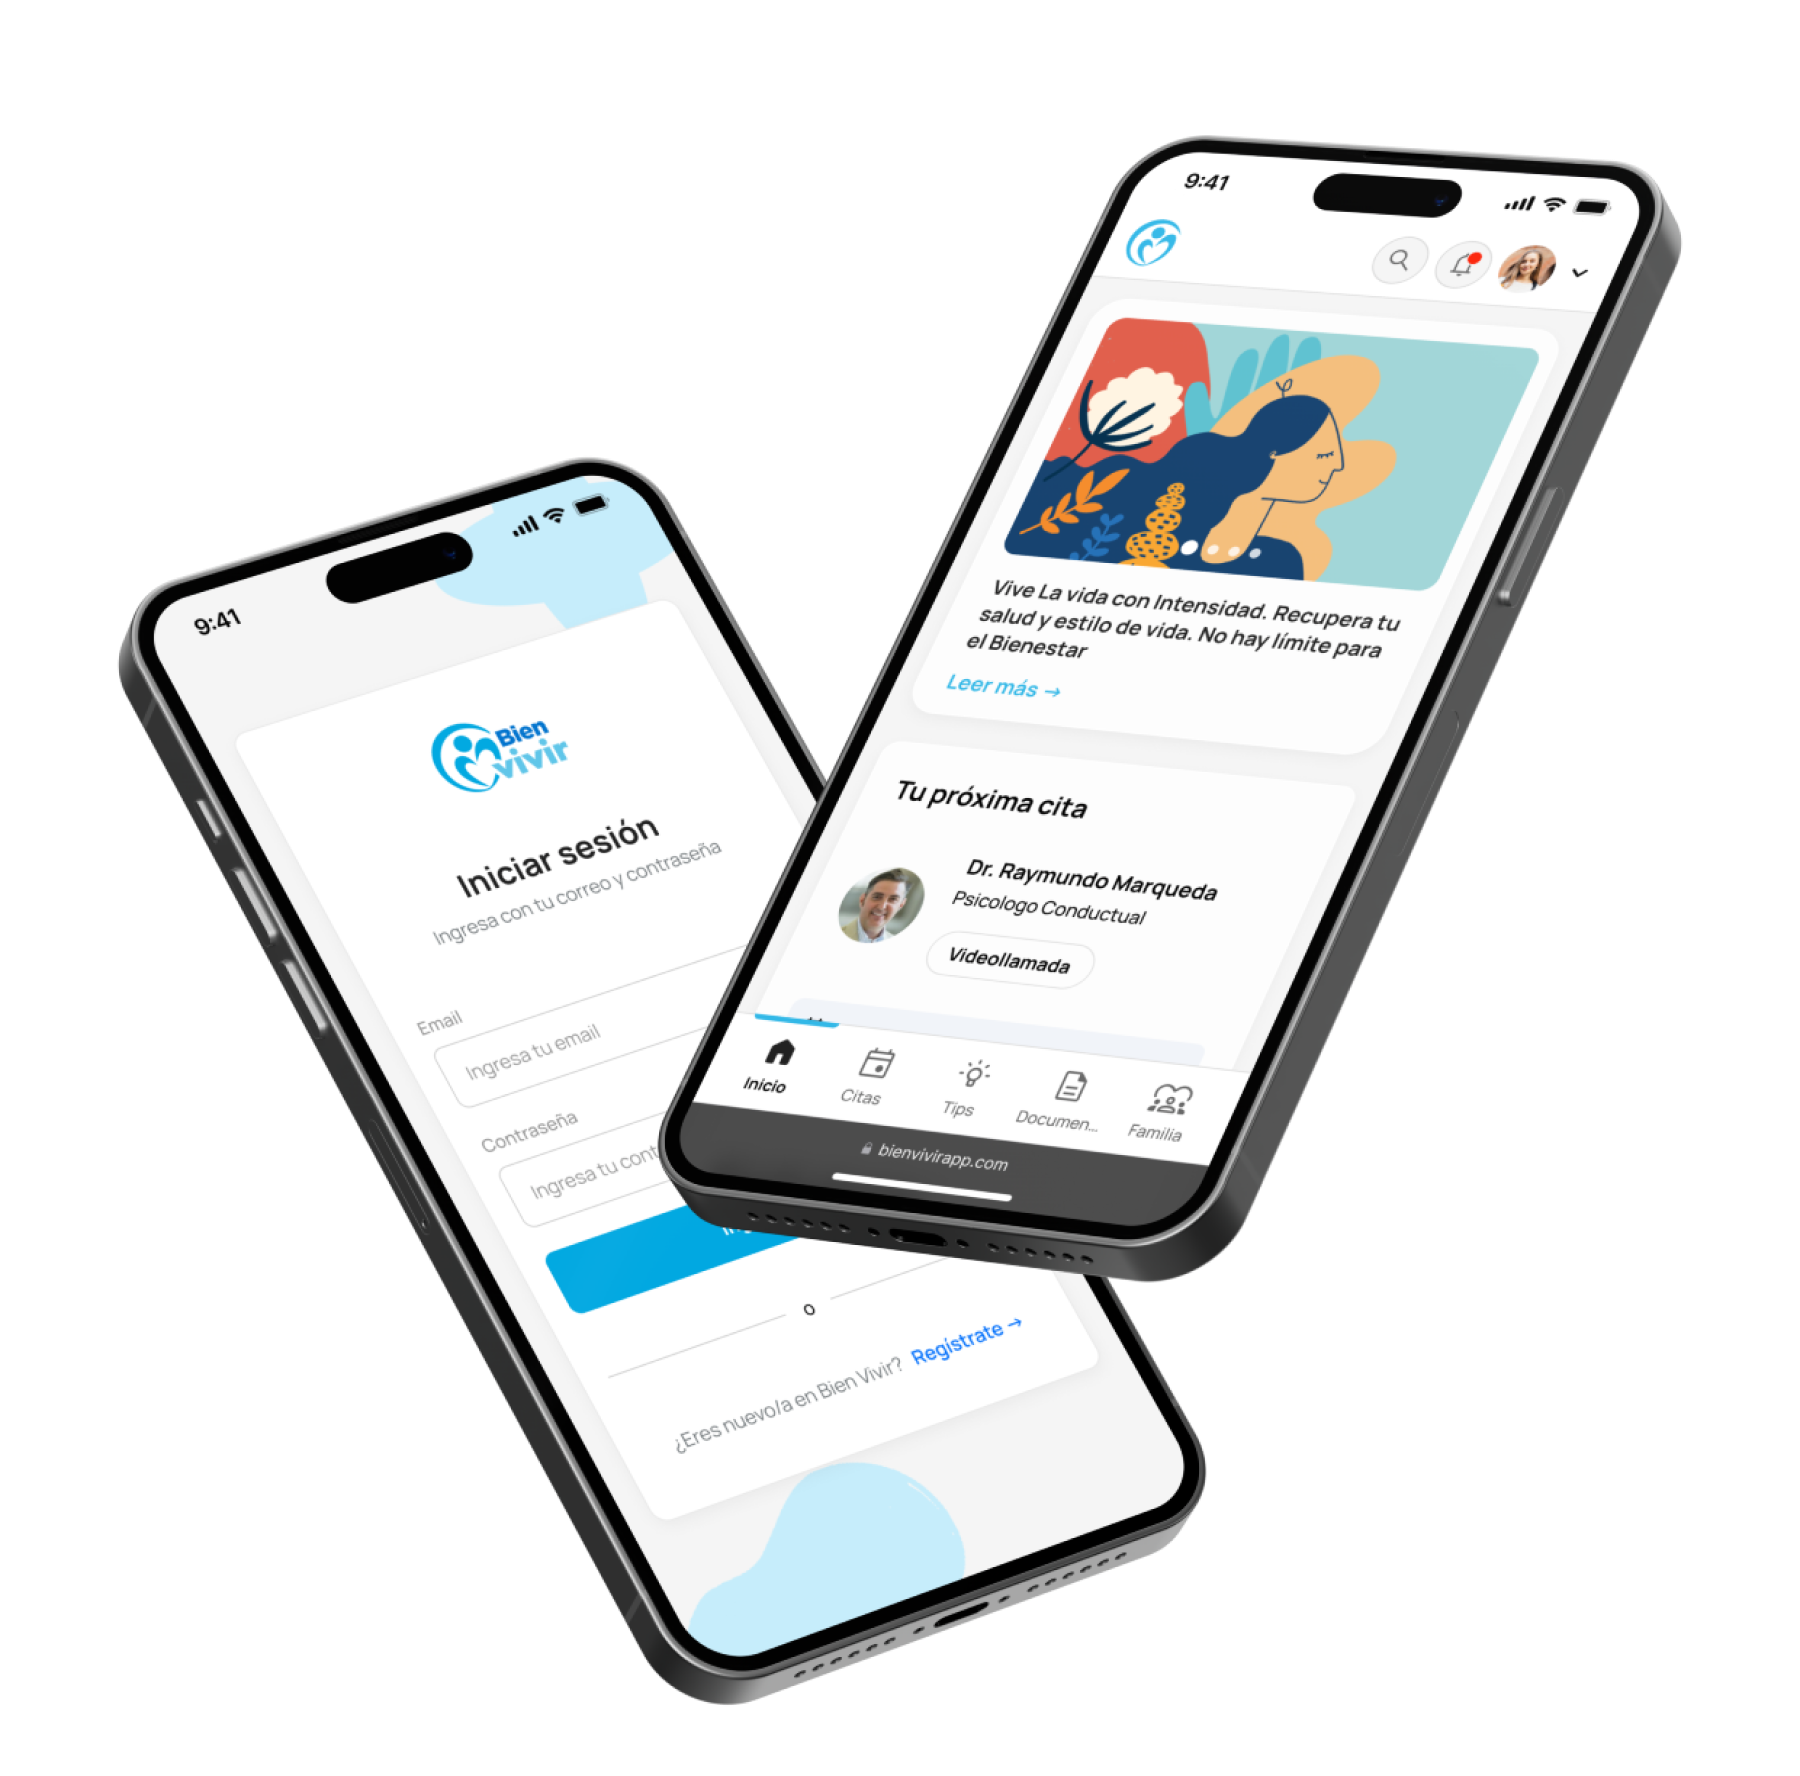 9:41
Bien
vivir
Iniciar sesión
Ingresa con tu correo y contraseña
Email
Ingresa tu email
Contraseña
Ingresa tu
o
¿Eres nuevo/a en Bien Vivir? Regístrate →
9:41
Vive La vida con Intensidad. Recupera tu
salud y estilo de vida. No hay límite para
el Bienestar
Leer más →
Tu próxima cita
Dr. Raymundo Marqueda
Psicologo Conductual
Videollamada
Inicio
Citas
Tips
Documen...
Familia
bienvivirapp.com